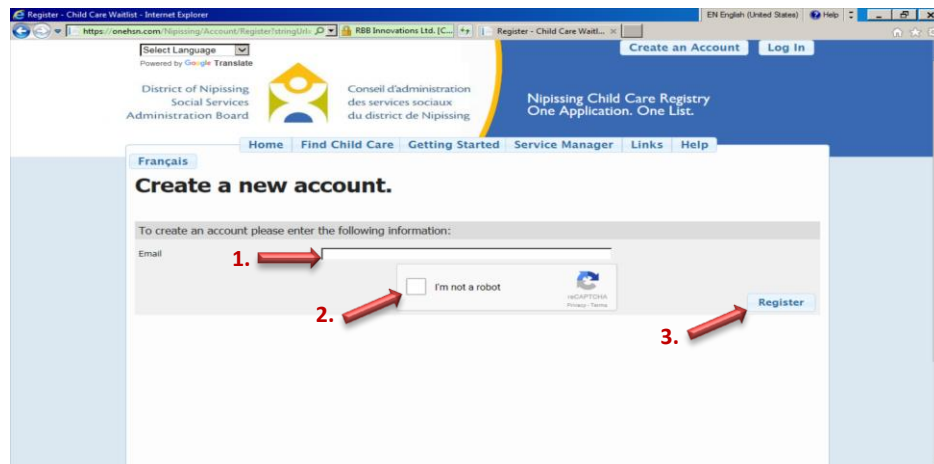 Register - Child Care Waitlist - Internet Explorer
EN English (United States) Help
https://onehsn.com/Nipissing/Account/Register?stringUrl= RBB Innovations Ltd. [C... Register - Child Care Waitl...
Select Language
Powered by Google Translate
Create an Account Log In
District of Nipissing
Social Services
Administration Board
Conseil d'administration
des services sociaux
du district de Nipissing
Nipissing Child Care Registry
One Application. One List.
Home Find Child Care Getting Started Service Manager Links Help
Français
Create a new account.
To create an account please enter the following information:
Email
1.
I'm not a robot
reCAPTCHA
Privacy - Terms
2.
Register
3.